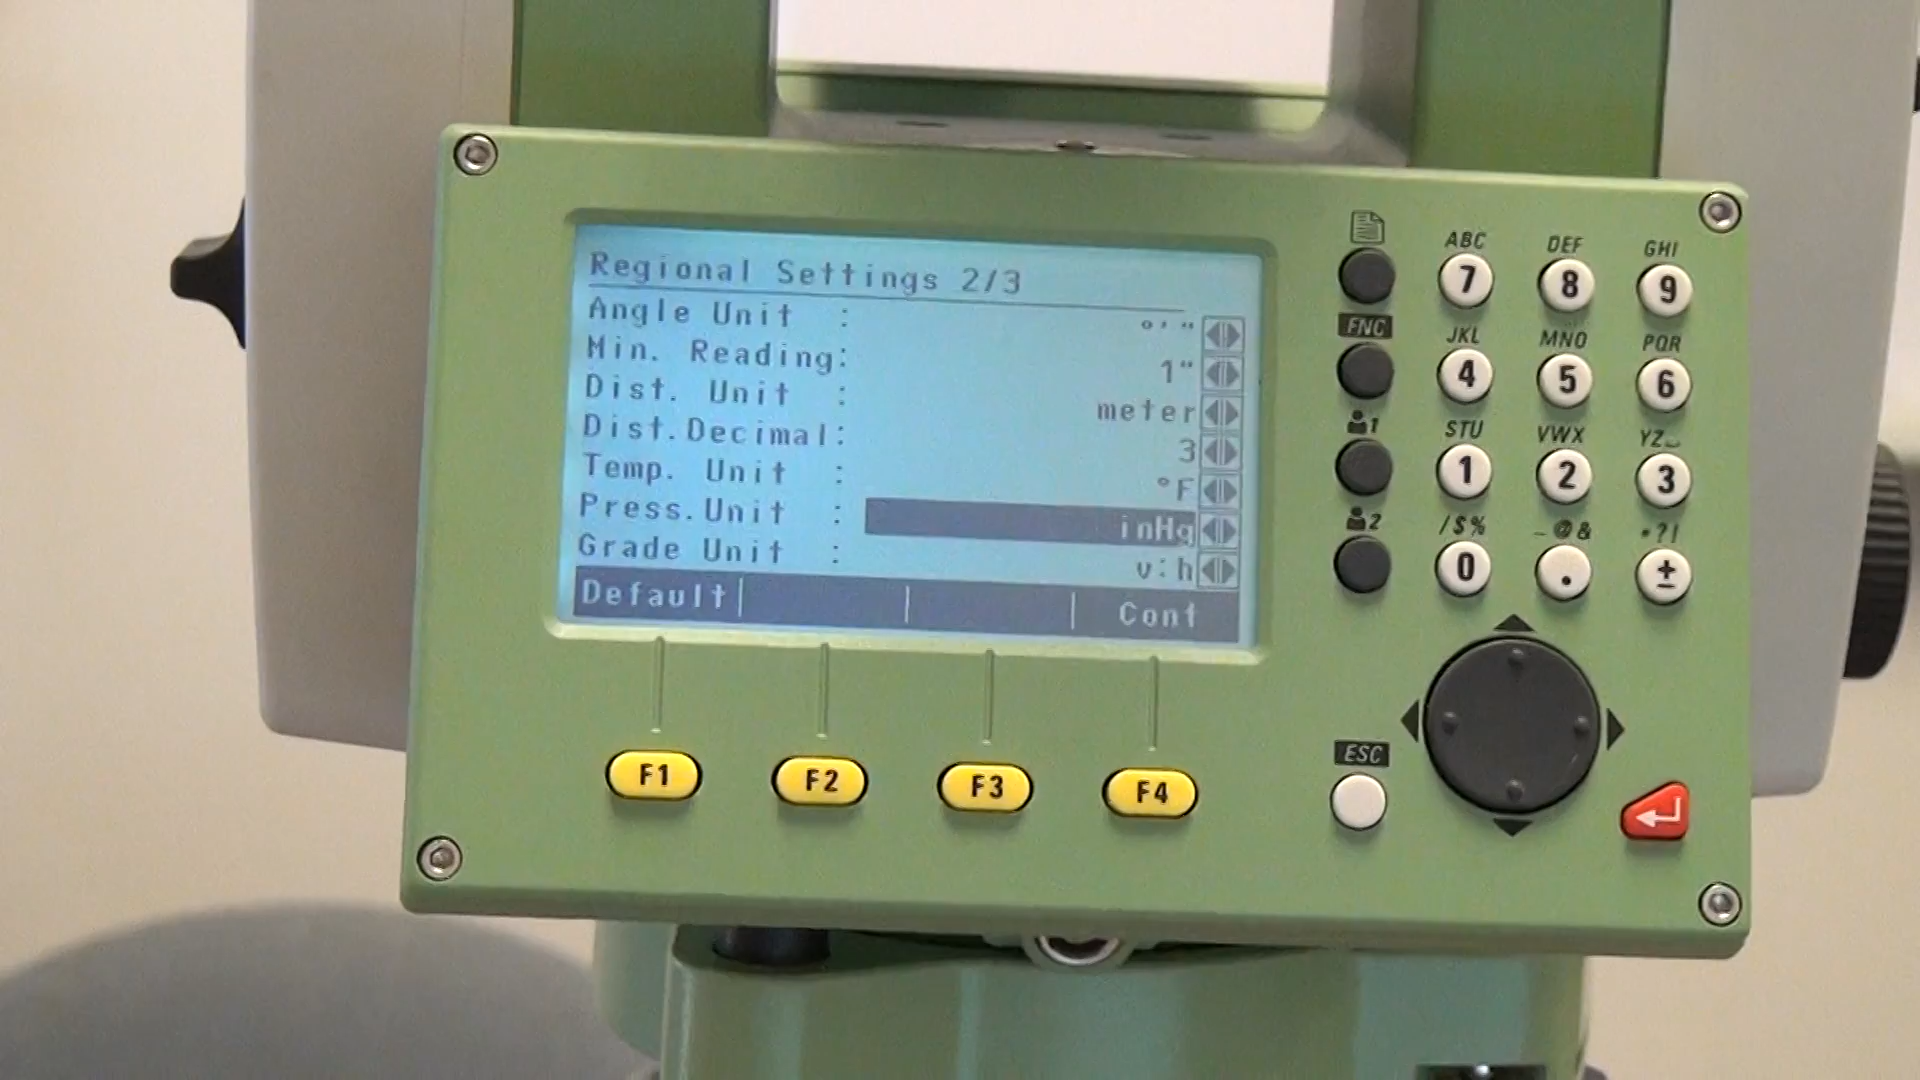 Regional Settings 2/3
Angle Unit : °' "
Min. Reading: 1"
Dist. Unit : meter
Dist.Decimal: 3
Temp. Unit : °F
Press.Unit : inHg
Grade Unit : v:h
Default | | | Cont
F1 F2 F3 F4
ABC DEF GHI
7 8 9
FNC JKL MNO PQR
4 5 6
1 STU VWX YZ␣
1 2 3
2 /$% _@& *?!
0 . ±
ESC